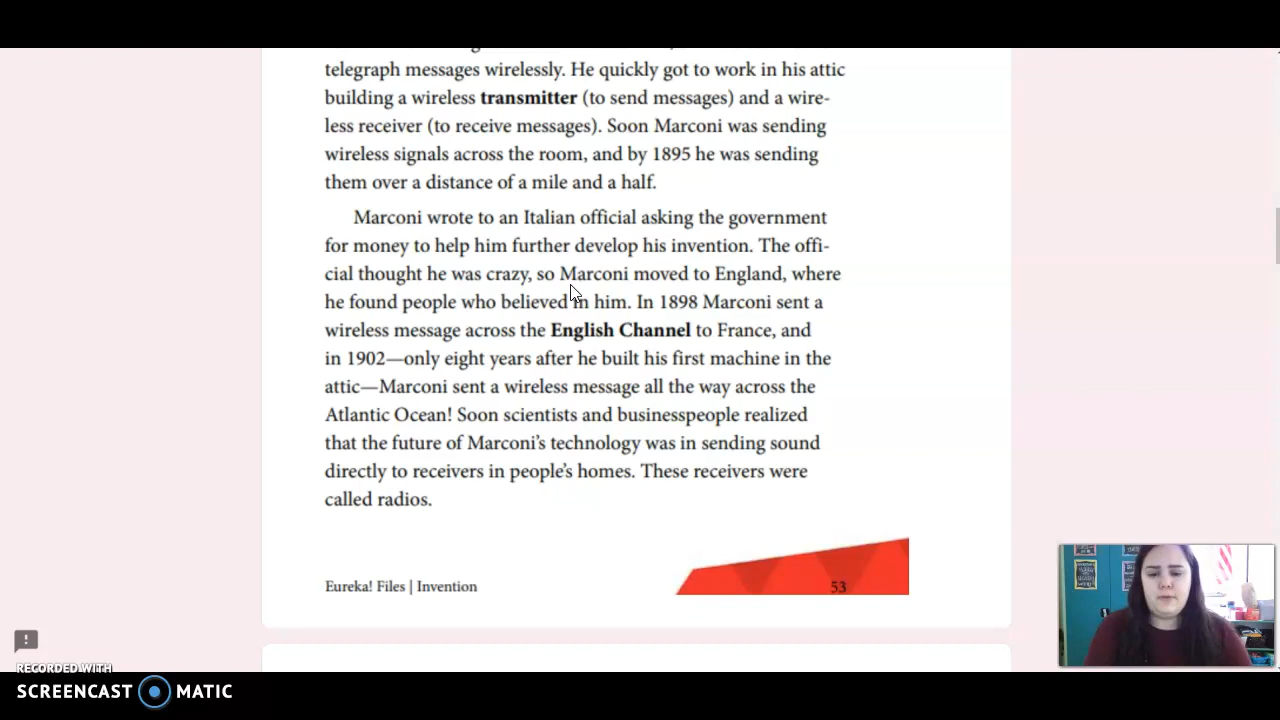 telegraph messages wirelessly. He quickly got to work in his attic
building a wireless transmitter (to send messages) and a wire-
less receiver (to receive messages). Soon Marconi was sending
wireless signals across the room, and by 1895 he was sending
them over a distance of a mile and a half.
Marconi wrote to an Italian official asking the government
for money to help him further develop his invention. The offi-
cial thought he was crazy, so Marconi moved to England, where
he found people who believed in him. In 1898 Marconi sent a
wireless message across the English Channel to France, and
in 1902—only eight years after he built his first machine in the
attic—Marconi sent a wireless message all the way across the
Atlantic Ocean! Soon scientists and businesspeople realized
that the future of Marconi's technology was in sending sound
directly to receivers in people's homes. These receivers were
called radios.
Eureka! Files | Invention
53
RECORDED WITH
SCREENCAST MATIC